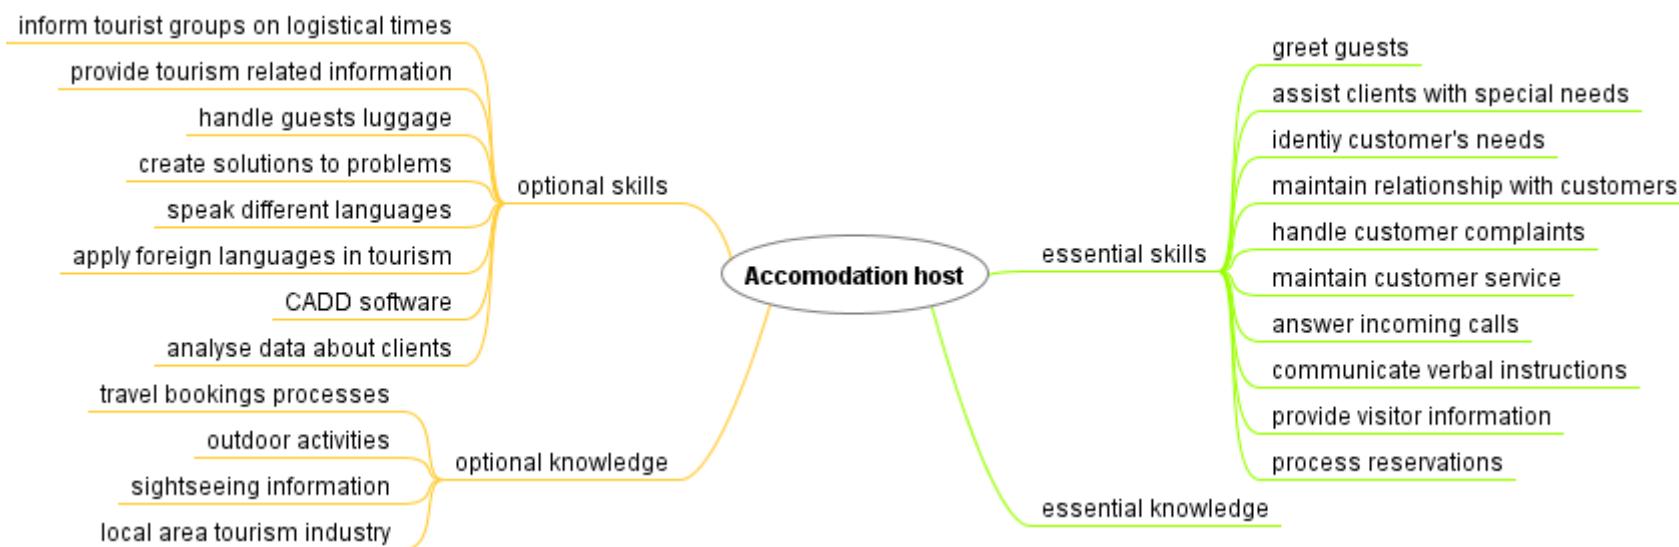 inform tourist groups on logistical times
provide tourism related information
handle guests luggage
create solutions to problems
speak different languages
apply foreign languages in tourism
CADD software
analyse data about clients
optional skills
travel bookings processes
outdoor activities
sightseeing information
local area tourism industry
optional knowledge
Accomodation host
essential skills
greet guests
assist clients with special needs
identiy customer's needs
maintain relationship with customers
handle customer complaints
maintain customer service
answer incoming calls
communicate verbal instructions
provide visitor information
process reservations
essential knowledge